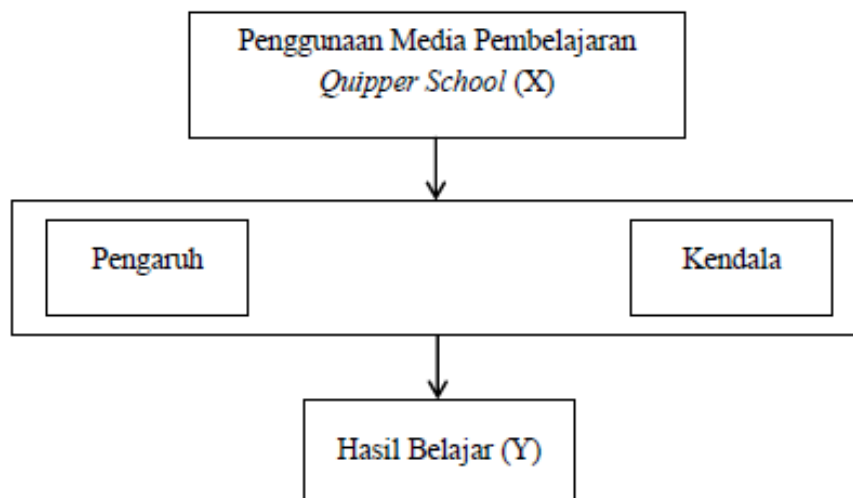 Penggunaan Media Pembelajaran
Quipper School (X)
Pengaruh
Kendala
Hasil Belajar (Y)